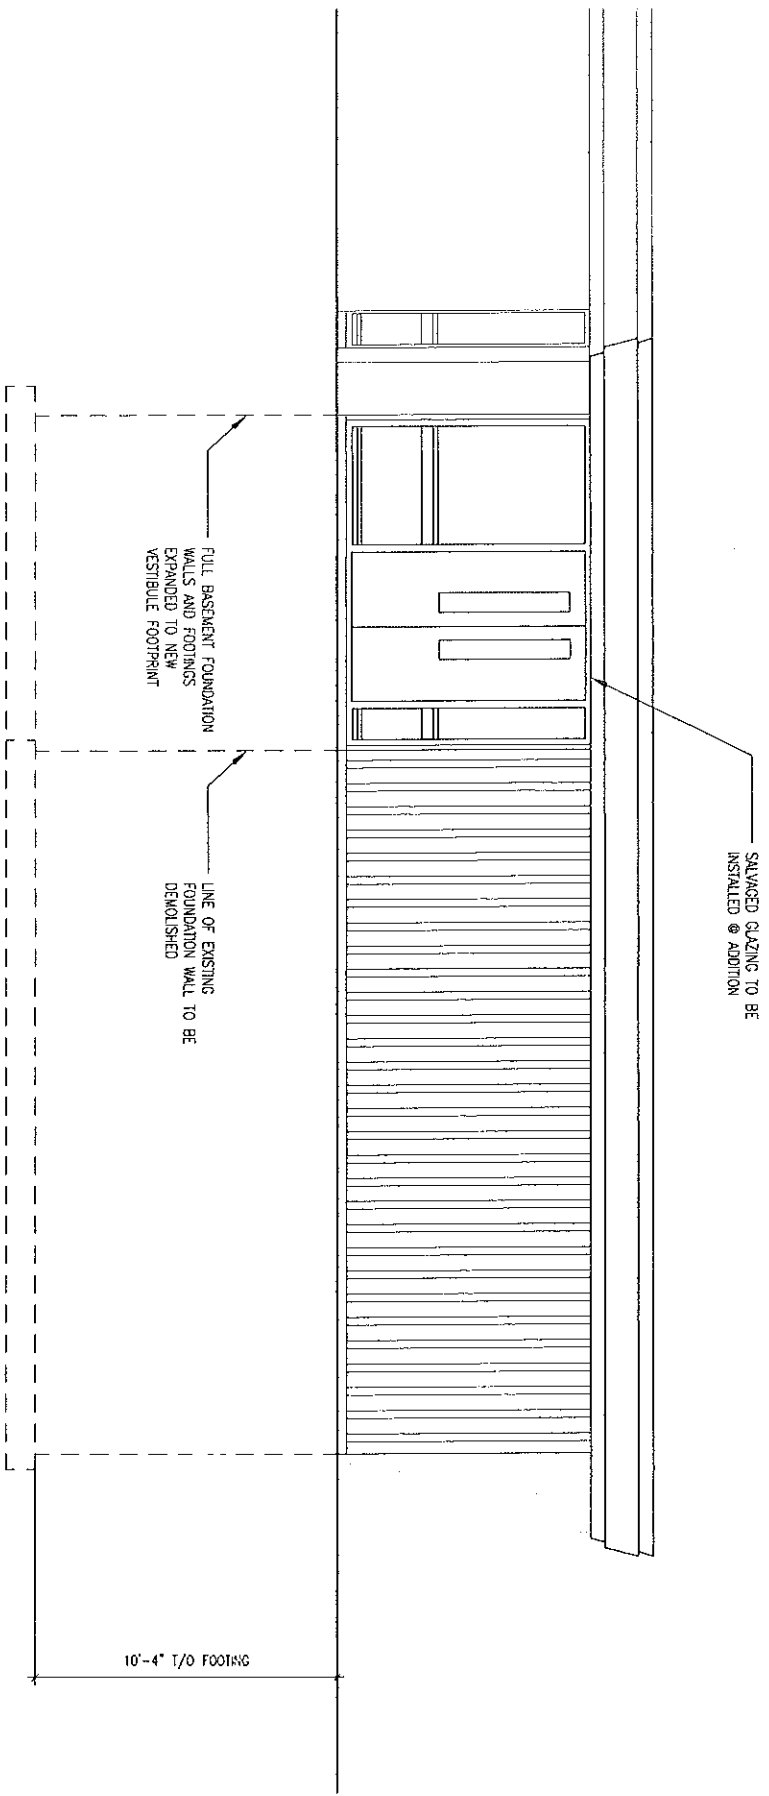 SALVAGED GLAZING TO BE
INSTALLED @ ADDITION
FULL BASEMENT FOUNDATION
WALLS AND FOOTINGS
EXPANDED TO NEW
VESTIBULE FOOTPRINT
LINE OF EXISTING
FOUNDATION WALL TO BE
DEMOLISHED
10'-4" T/O FOOTING